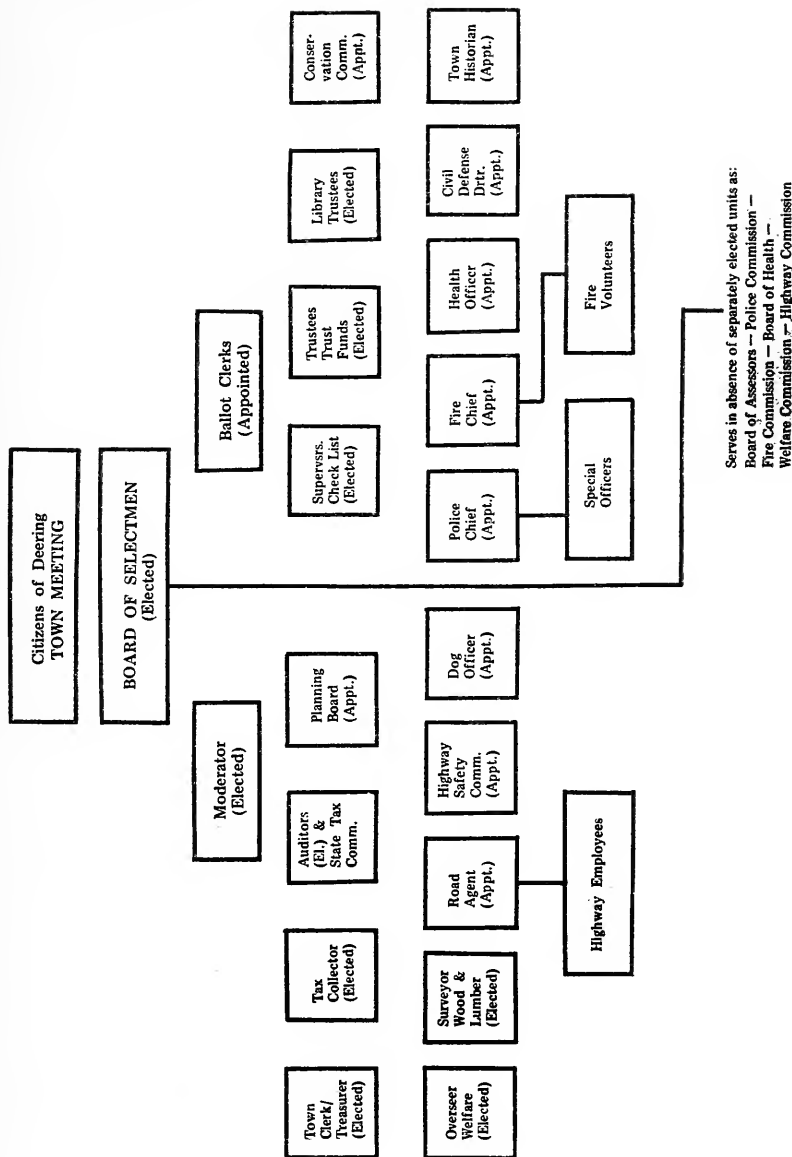 Citizens of Deering
TOWN MEETING
BOARD OF SELECTMEN
(Elected)
Moderator
(Elected)
Ballot Clerks
(Appointed)
Town
Clerk/
Treasurer
(Elected)
Tax
Collector
(Elected)
Auditors
(El.) &
State Tax
Comm.
Planning
Board
(Appt.)
Supervsrs.
Check List
(Elected)
Trustees
Trust
Funds
(Elected)
Library
Trustees
(Elected)
Conser-
vation
Comm.
(Appt.)
Overseer
Welfare
(Elected)
Surveyor
Wood &
Lumber
(Elected)
Road
Agent
(Appt.)
Highway
Safety
Comm.
(Appt.)
Dog
Officer
(Appt.)
Police
Chief
(Appt.)
Fire
Chief
(Appt.)
Health
Officer
(Appt.)
Civil
Defense
Drtr.
(Appt.)
Town
Historian
(Appt.)
Highway Employees
Special
Officers
Fire
Volunteers
Serves in absence of separately elected units as:
Board of Assessors — Police Commission —
Fire Commission — Board of Health —
Welfare Commission — Highway Commission